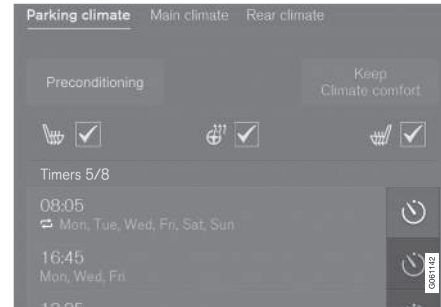 Parking climate Main climate Rear climate
Preconditioning
Keep
Climate comfort
Timers 5/8
08:05
Mon, Tue, Wed, Fri, Sat, Sun
16:45
Mon, Wed, Fri
G061142